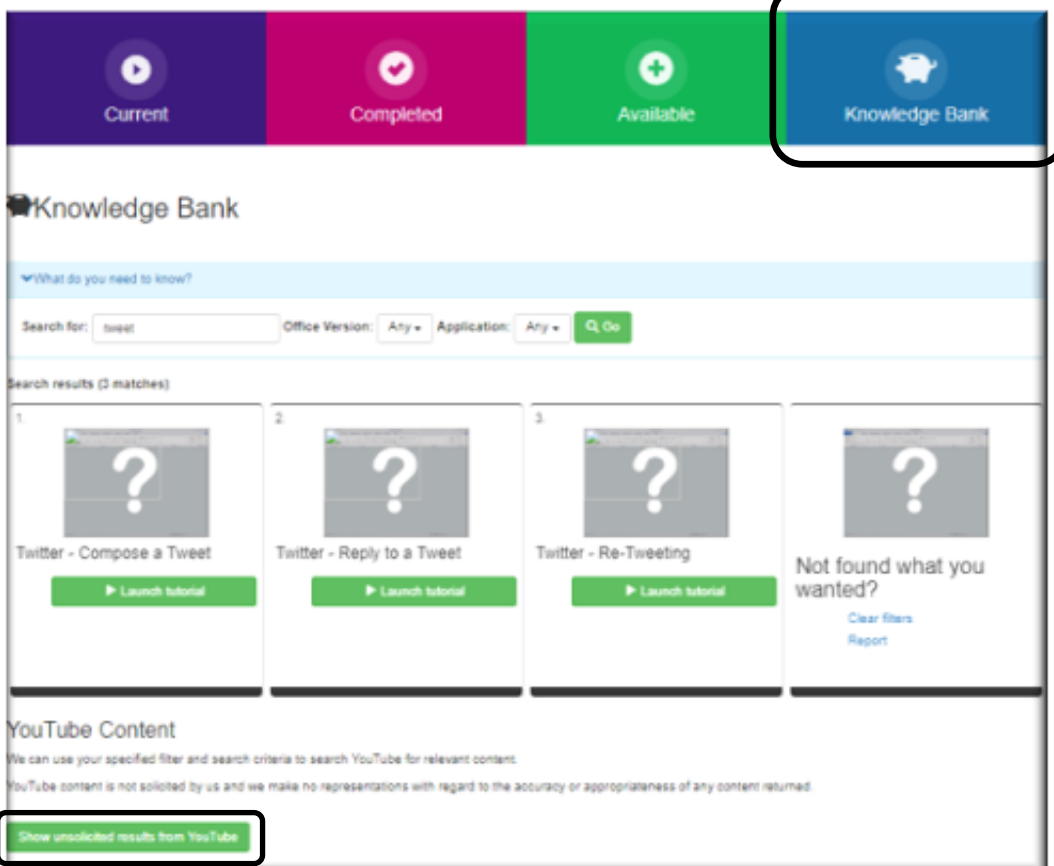 Current Completed Available Knowledge Bank
Knowledge Bank
What do you need to know?
Search for: tweet Office Version: Any Application: Any Go
Search results (3 matches)
1. 2. 3.
Twitter - Compose a Tweet
Launch tutorial
Twitter - Reply to a Tweet
Launch tutorial
Twitter - Re-Tweeting
Launch tutorial
Not found what you
wanted?
Clear filters
Report
YouTube Content
We can use your specified filter and search criteria to search YouTube for relevant content.
YouTube content is not solicited by us and we make no representations with regard to the accuracy or appropriateness of any content returned.
Show unsolicited results from YouTube